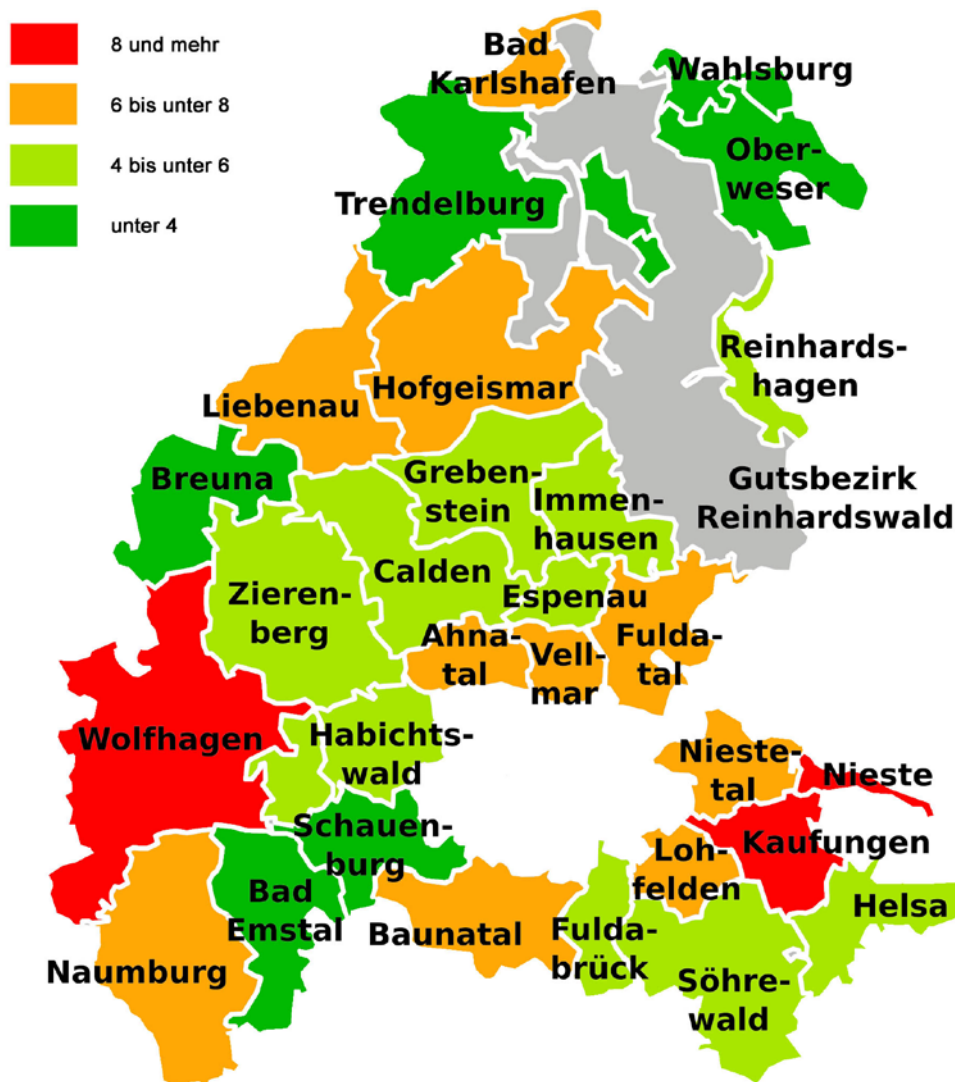 8 und mehr
6 bis unter 8
4 bis unter 6
unter 4
Bad
Karlshafen
Wahlsburg
Ober-
weser
Trendelburg
Reinhards-
hagen
Liebenau
Hofgeismar
Breuna
Greben-
stein
Immen-
hausen
Gutsbezirk
Reinhardswald
Zieren-
berg
Calden
Espenau
Ahna-
tal
Vell-
mar
Fulda-
tal
Wolfhagen
Habichts-
wald
Nieste-
tal
Nieste
Schauen-
burg
Kaufungen
Loh-
felden
Bad
Emstal
Helsa
Baunatal
Fulda-
brück
Naumburg
Söhre-
wald